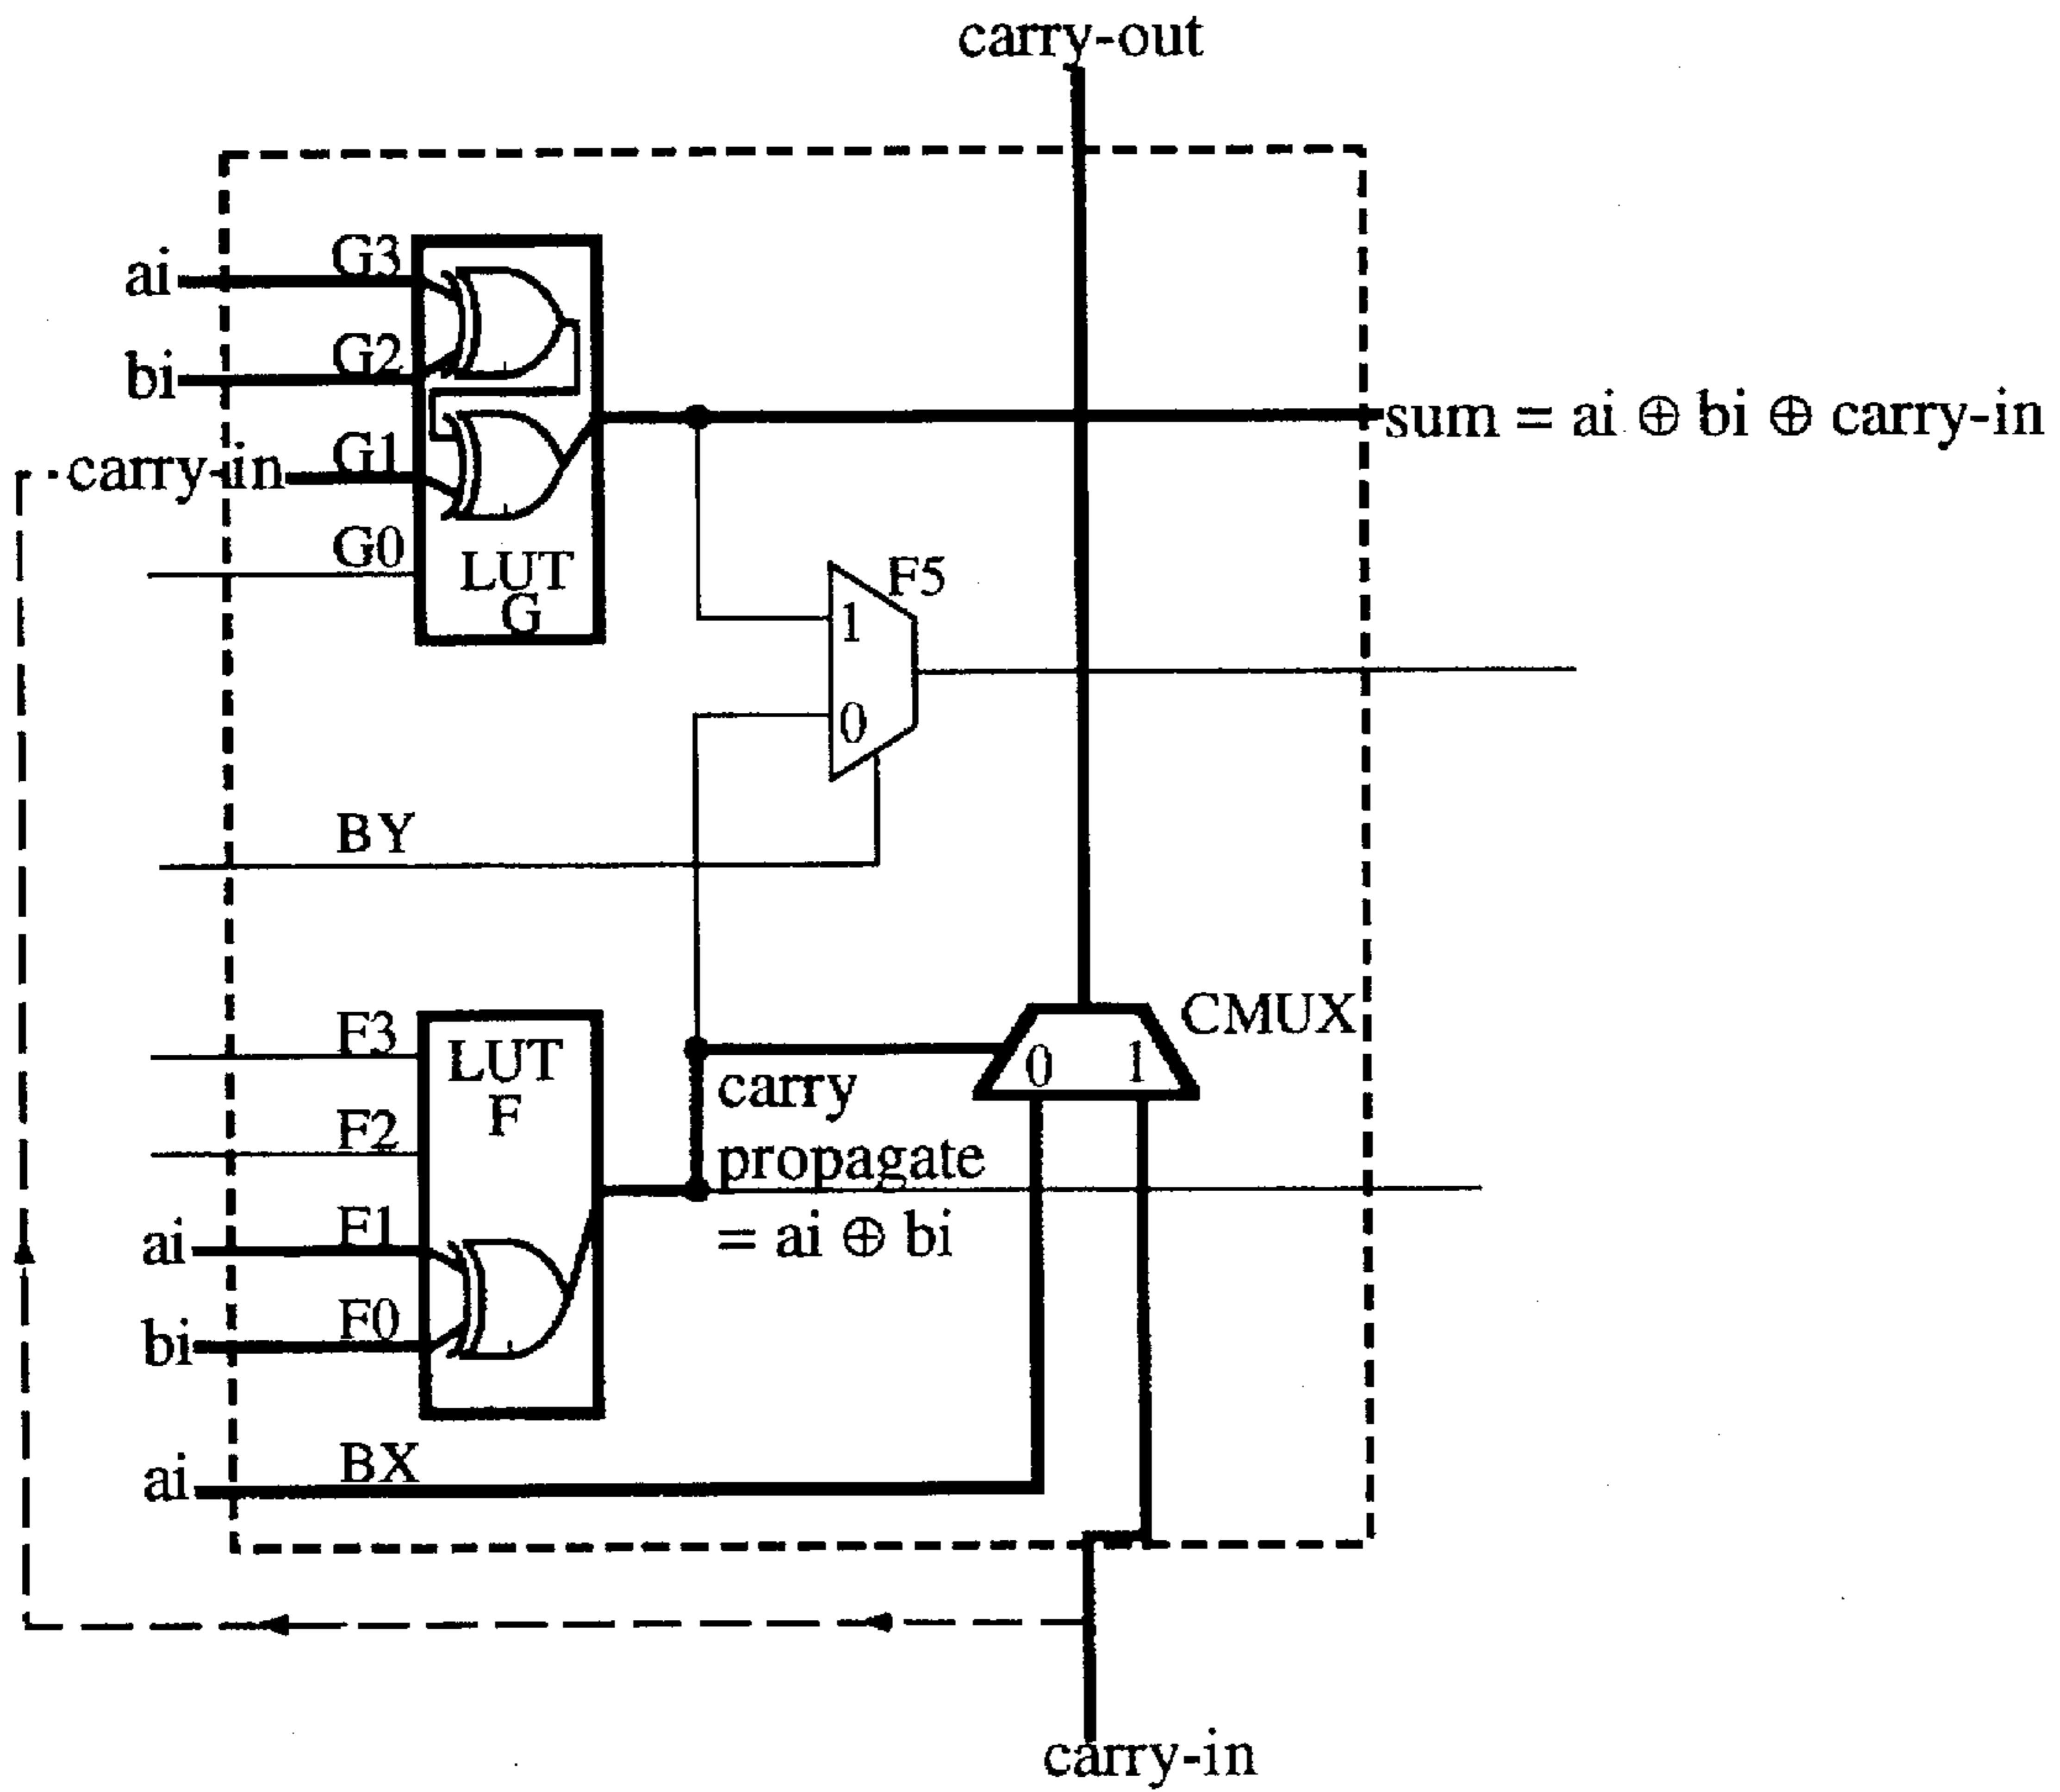 carry-out
ai G3
bi G2
sum = ai ⊕ bi ⊕ carry-in
carry-in G1
G0
LUT
G
F5
1
0
BY
F3
LUT
F
CMUX
0 1
carry
F2
propagate
ai F1
= ai ⊕ bi
bi F0
ai BX
carry-in